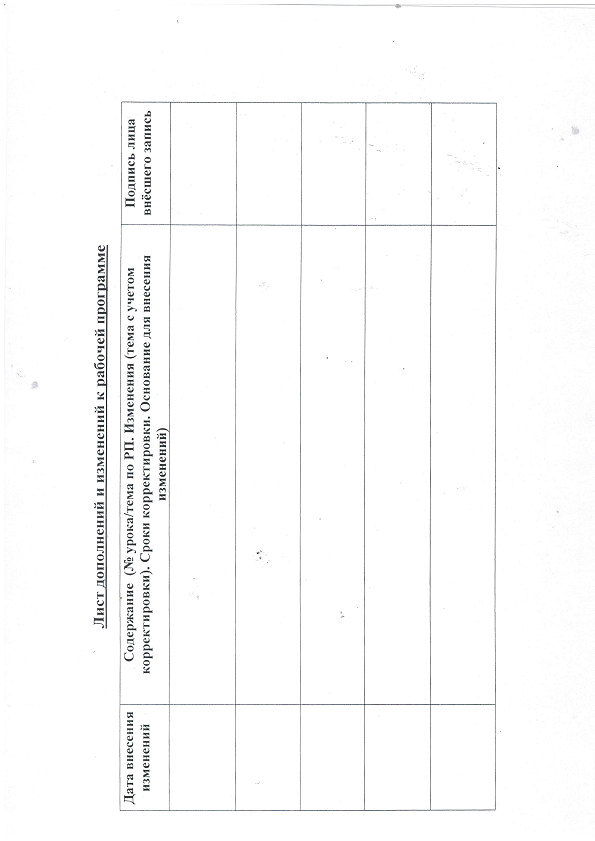 Лист дополнений и изменений к рабочей программе
Дата внесения
изменений
Содержание (№ урока/тема по РП. Изменения (тема с учетом
корректировки). Сроки корректировки. Основание для внесения
изменений)
Подпись лица
внёсшего запись